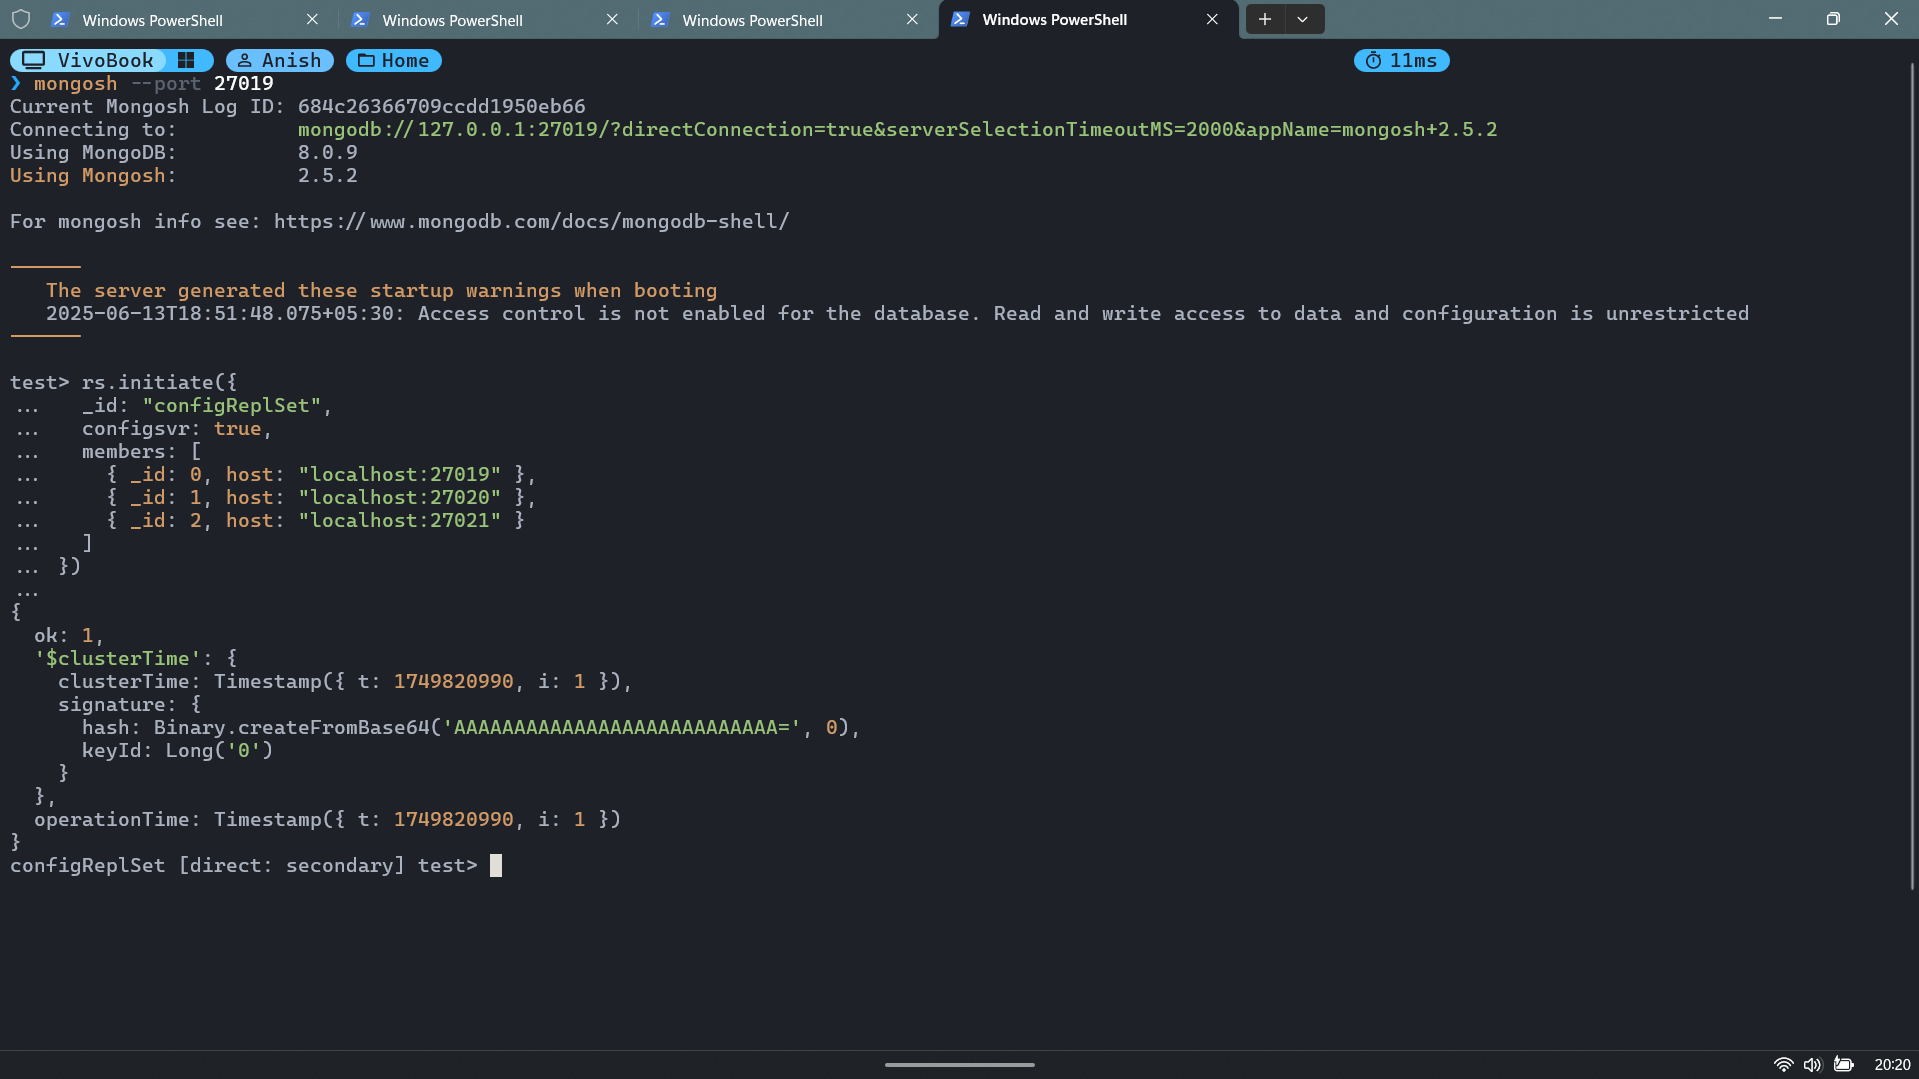 Windows PowerShell
Windows PowerShell
Windows PowerShell
Windows PowerShell
VivoBook Anish Home 11ms
❯ mongosh --port 27019
Current Mongosh Log ID: 684c26366709ccdd1950eb66
Connecting to: mongodb://127.0.0.1:27019/?directConnection=true&serverSelectionTimeoutMS=2000&appName=mongosh+2.5.2
Using MongoDB: 8.0.9
Using Mongosh: 2.5.2
For mongosh info see: https://www.mongodb.com/docs/mongodb-shell/
------
The server generated these startup warnings when booting
2025-06-13T18:51:48.075+05:30: Access control is not enabled for the database. Read and write access to data and configuration is unrestricted
------
test> rs.initiate({
... _id: "configReplSet",
... configsvr: true,
... members: [
... { _id: 0, host: "localhost:27019" },
... { _id: 1, host: "localhost:27020" },
... { _id: 2, host: "localhost:27021" }
... ]
... })
...
{
ok: 1,
'$clusterTime': {
clusterTime: Timestamp({ t: 1749820990, i: 1 }),
signature: {
hash: Binary.createFromBase64('AAAAAAAAAAAAAAAAAAAAAAAAAAA=', 0),
keyId: Long('0')
}
},
operationTime: Timestamp({ t: 1749820990, i: 1 })
}
configReplSet [direct: secondary] test>
20:20